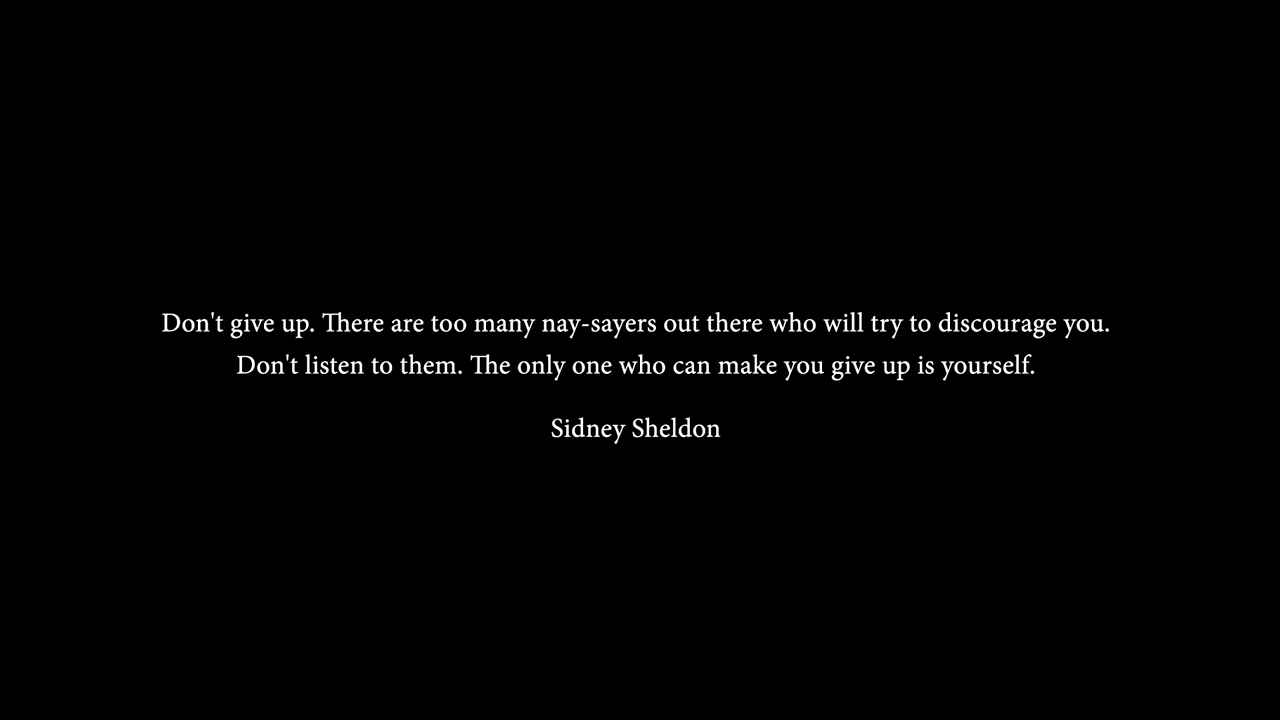 Don't give up. There are too many nay-sayers out there who will try to discourage you.
Don't listen to them. The only one who can make you give up is yourself.
Sidney Sheldon